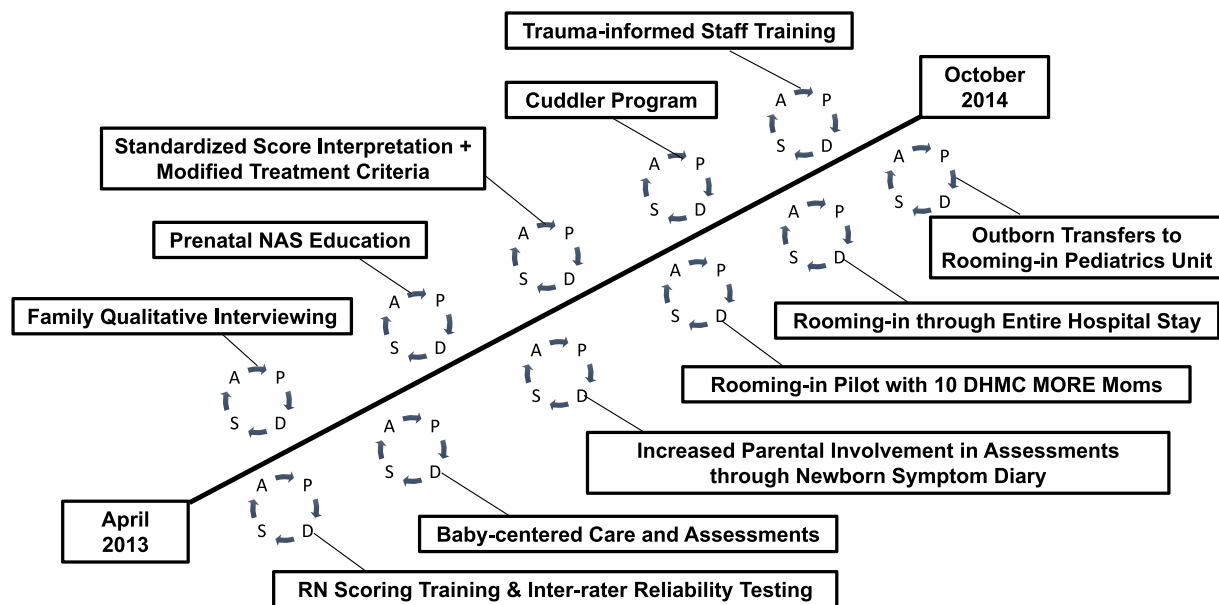 Trauma-informed Staff Training
October
2014
A P
S D
Cuddler Program
A P
S D
Standardized Score Interpretation +
Modified Treatment Criteria
A P
S D
Prenatal NAS Education
A P
S D
Family Qualitative Interviewing
A P
S D
A P
S D
Outborn Transfers to
Rooming-in Pediatrics Unit
A P
S D
Rooming-in through Entire Hospital Stay
A P
S D
Rooming-in Pilot with 10 DHMC MORE Moms
A P
S D
Increased Parental Involvement in Assessments
through Newborn Symptom Diary
A P
S D
Baby-centered Care and Assessments
A P
S D
RN Scoring Training & Inter-rater Reliability Testing
April
2013